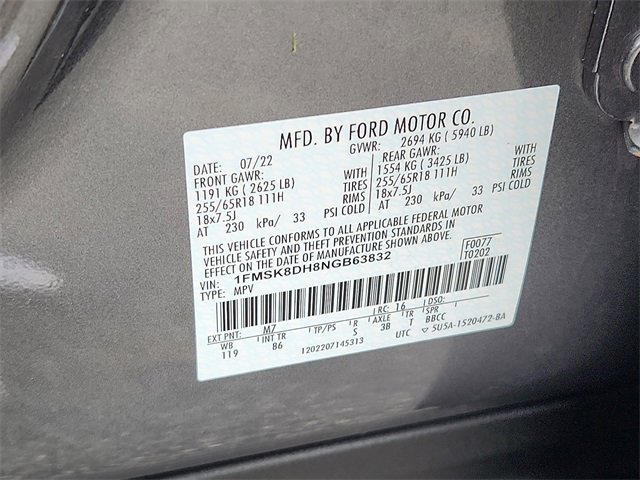 MFD. BY FORD MOTOR CO.
DATE: 07/22 GVWR: 2694 KG ( 5940 LB)
FRONT GAWR: REAR GAWR:
1191 KG ( 2625 LB) WITH 1554 KG ( 3425 LB) WITH
255/65R18 111H TIRES 255/65R18 111H TIRES
18x7.5J RIMS 18x7.5J RIMS
AT 230 kPa/ 33 PSI COLD AT 230 kPa/ 33 PSI COLD
THIS VEHICLE CONFORMS TO ALL APPLICABLE FEDERAL MOTOR
VEHICLE SAFETY AND THEFT PREVENTION STANDARDS IN
EFFECT ON THE DATE OF MANUFACTURE SHOWN ABOVE.
VIN: 1FMSK8DH8NGB63832 F0077
TYPE: MPV T0202
EXT PNT: M7 RC: 16 DSO:
WB INT TR TP/PS R AXLE TR SPR
119 B6 S 3B T BBCC
1202207145313 UTC ▽ 5U5A-1520472-BA